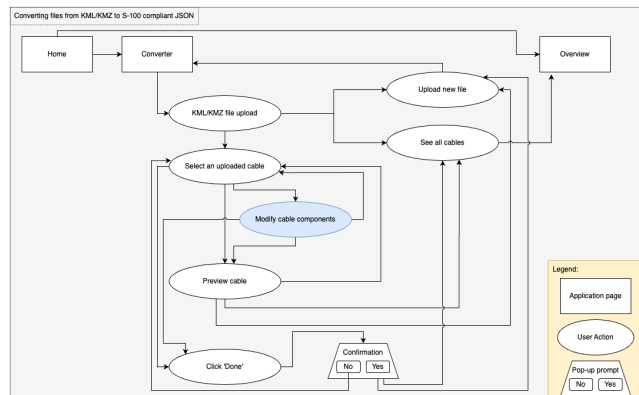 Converting files from KML/KMZ to S-100 compliant JSON
Home
Converter
Overview
Upload new file
KML/KMZ file upload
See all cables
Select an uploaded cable
Modify cable components
Preview cable
Legend:
Application page
User Action
Confirmation
No Yes
Click 'Done'
Pop-up prompt
No Yes